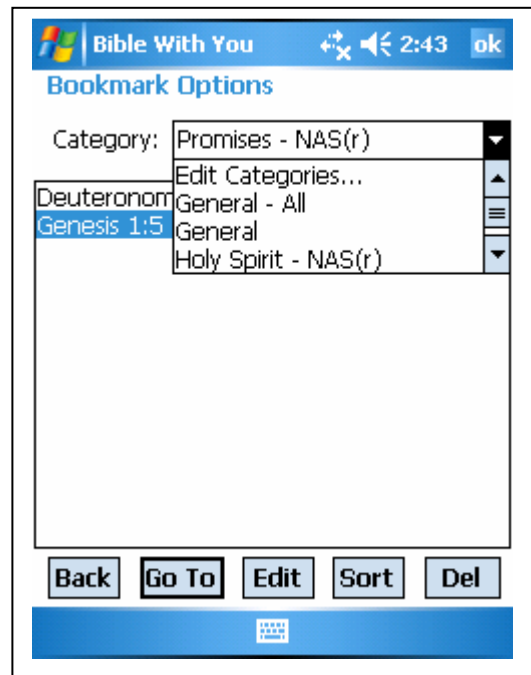 Bible With You 2:43 ok
Bookmark Options
Category: Promises - NAS(r)
Edit Categories...
General - All
General
Holy Spirit - NAS(r)
Deuteronom
Genesis 1:5
Back Go To Edit Sort Del